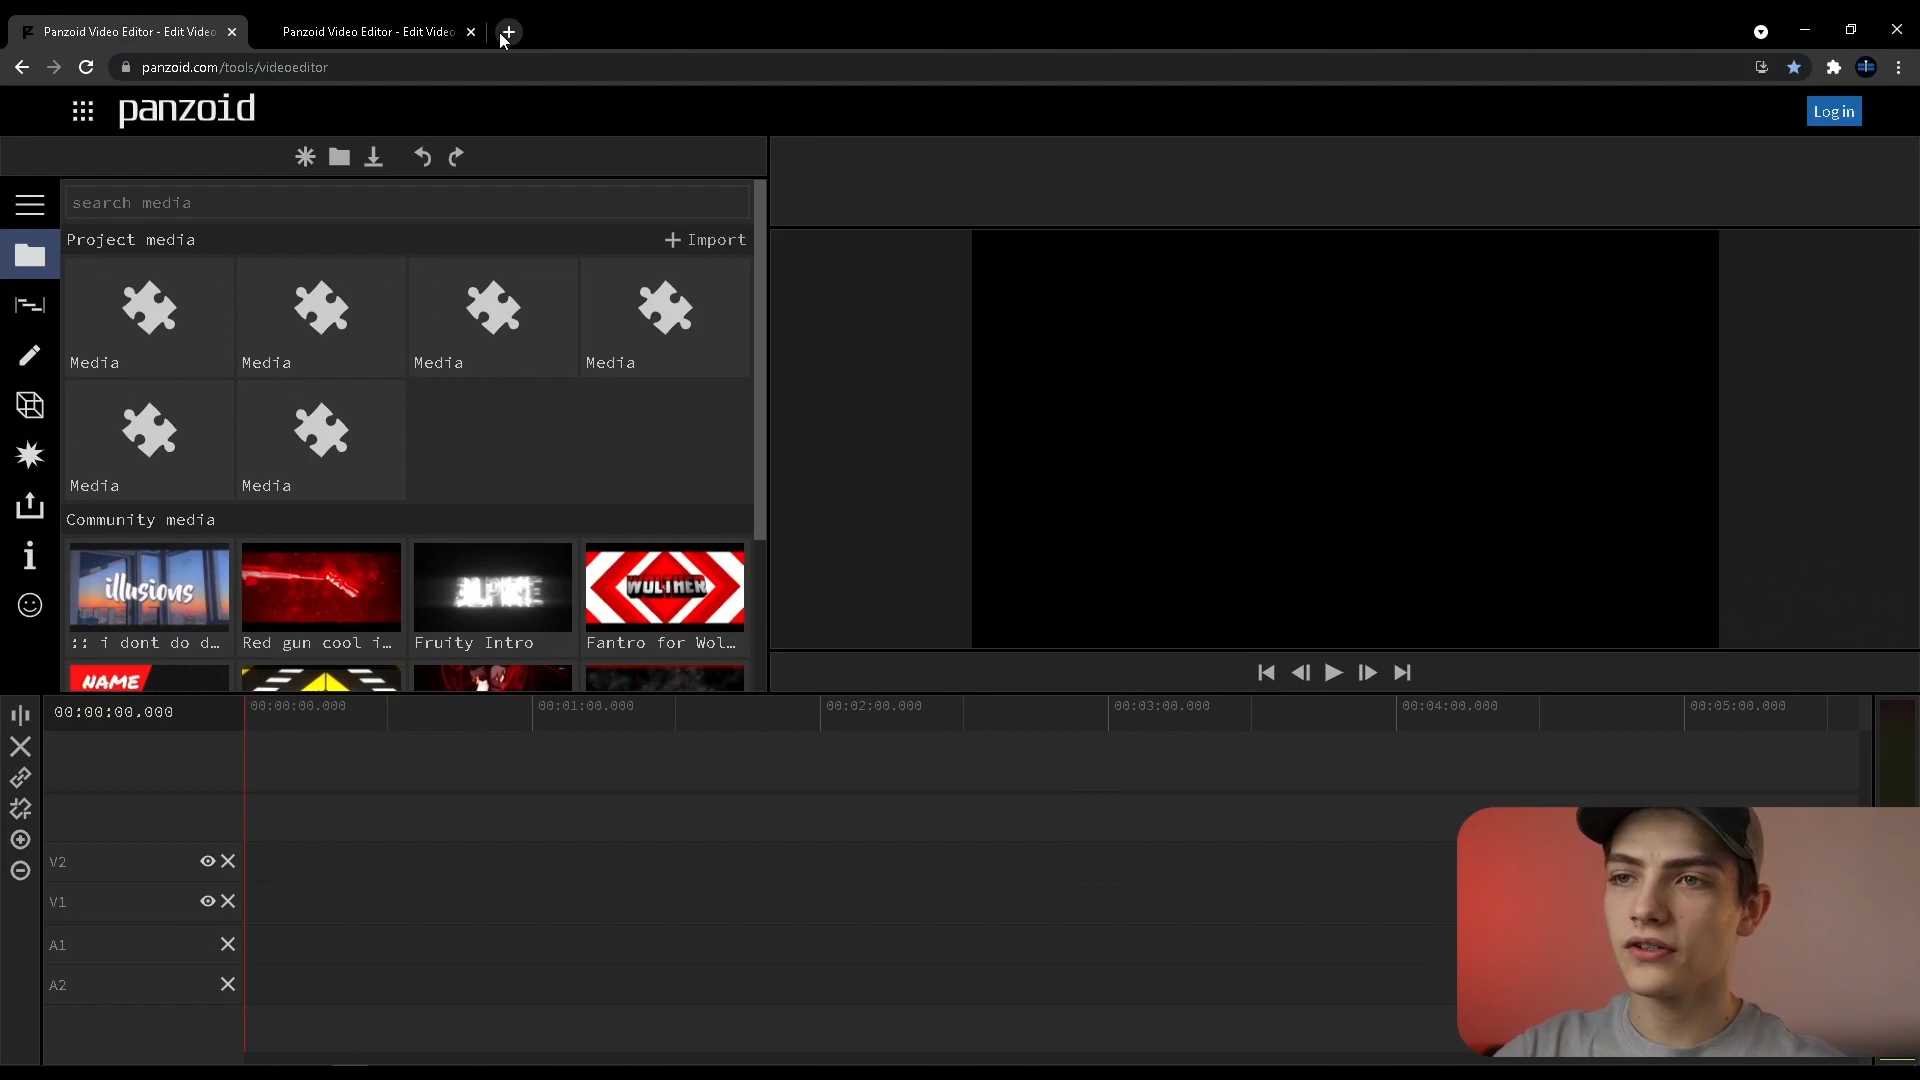 Panzoid Video Editor - Edit Video
Panzoid Video Editor - Edit Video
panzoid.com/tools/videoeditor
panzoid
Log in
search media
Project media
Import
Media
Media
Media
Media
Media
Media
Community media
illusions
WOLTHER
:: i dont do d...
Red gun cool i...
Fruity Intro
Fantro for Wol...
NAME
00:00:00.000
00:00:00.000
00:01:00.000
00:02:00.000
00:03:00.000
00:04:00.000
00:05:00.000
V2
V1
A1
A2